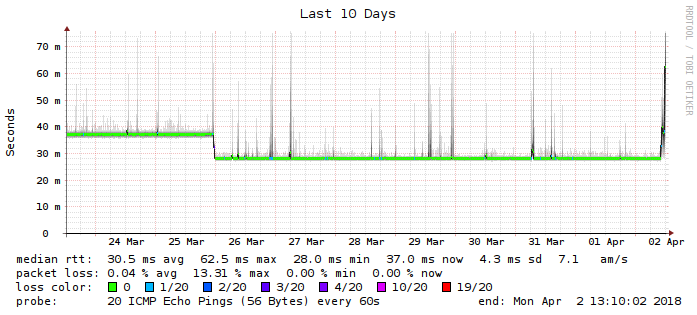 Last 10 Days
RRDTOOL / TOBI OETIKER
Seconds
70 m
60 m
50 m
40 m
30 m
20 m
10 m
0
24 Mar 25 Mar 26 Mar 27 Mar 28 Mar 29 Mar 30 Mar 31 Mar 01 Apr 02 Apr
median rtt: 30.5 ms avg 62.5 ms max 28.0 ms min 37.0 ms now 4.3 ms sd 7.1 am/s
packet loss: 0.04 % avg 13.31 % max 0.00 % min 0.00 % now
loss color: 0 1/20 2/20 3/20 4/20 10/20 19/20
probe: 20 ICMP Echo Pings (56 Bytes) every 60s end: Mon Apr 2 13:10:02 2018